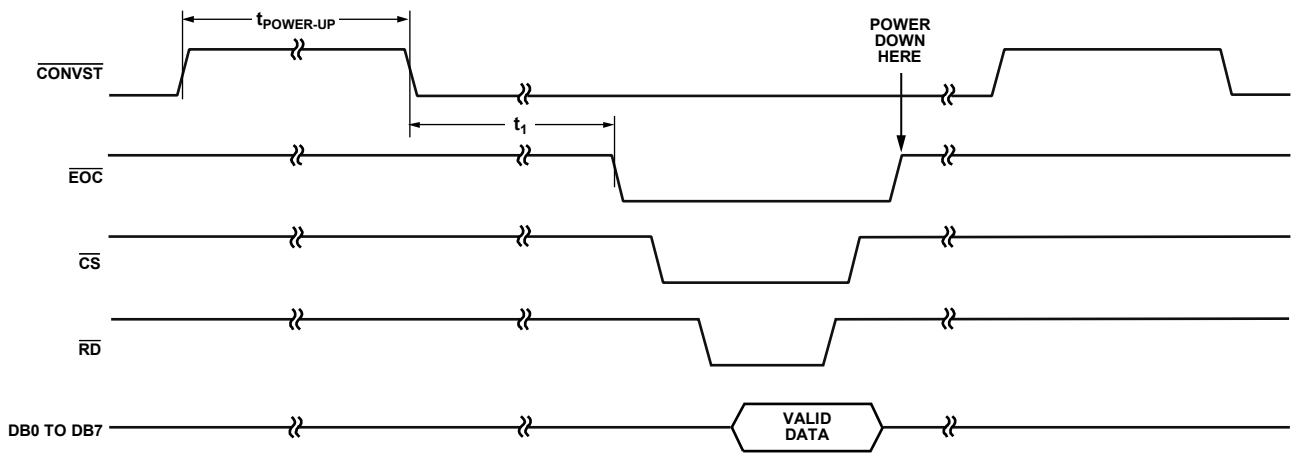 tPOWER-UP
POWER
DOWN
HERE
CONVST
t1
EOC
CS
RD
DB0 TO DB7
VALID
DATA